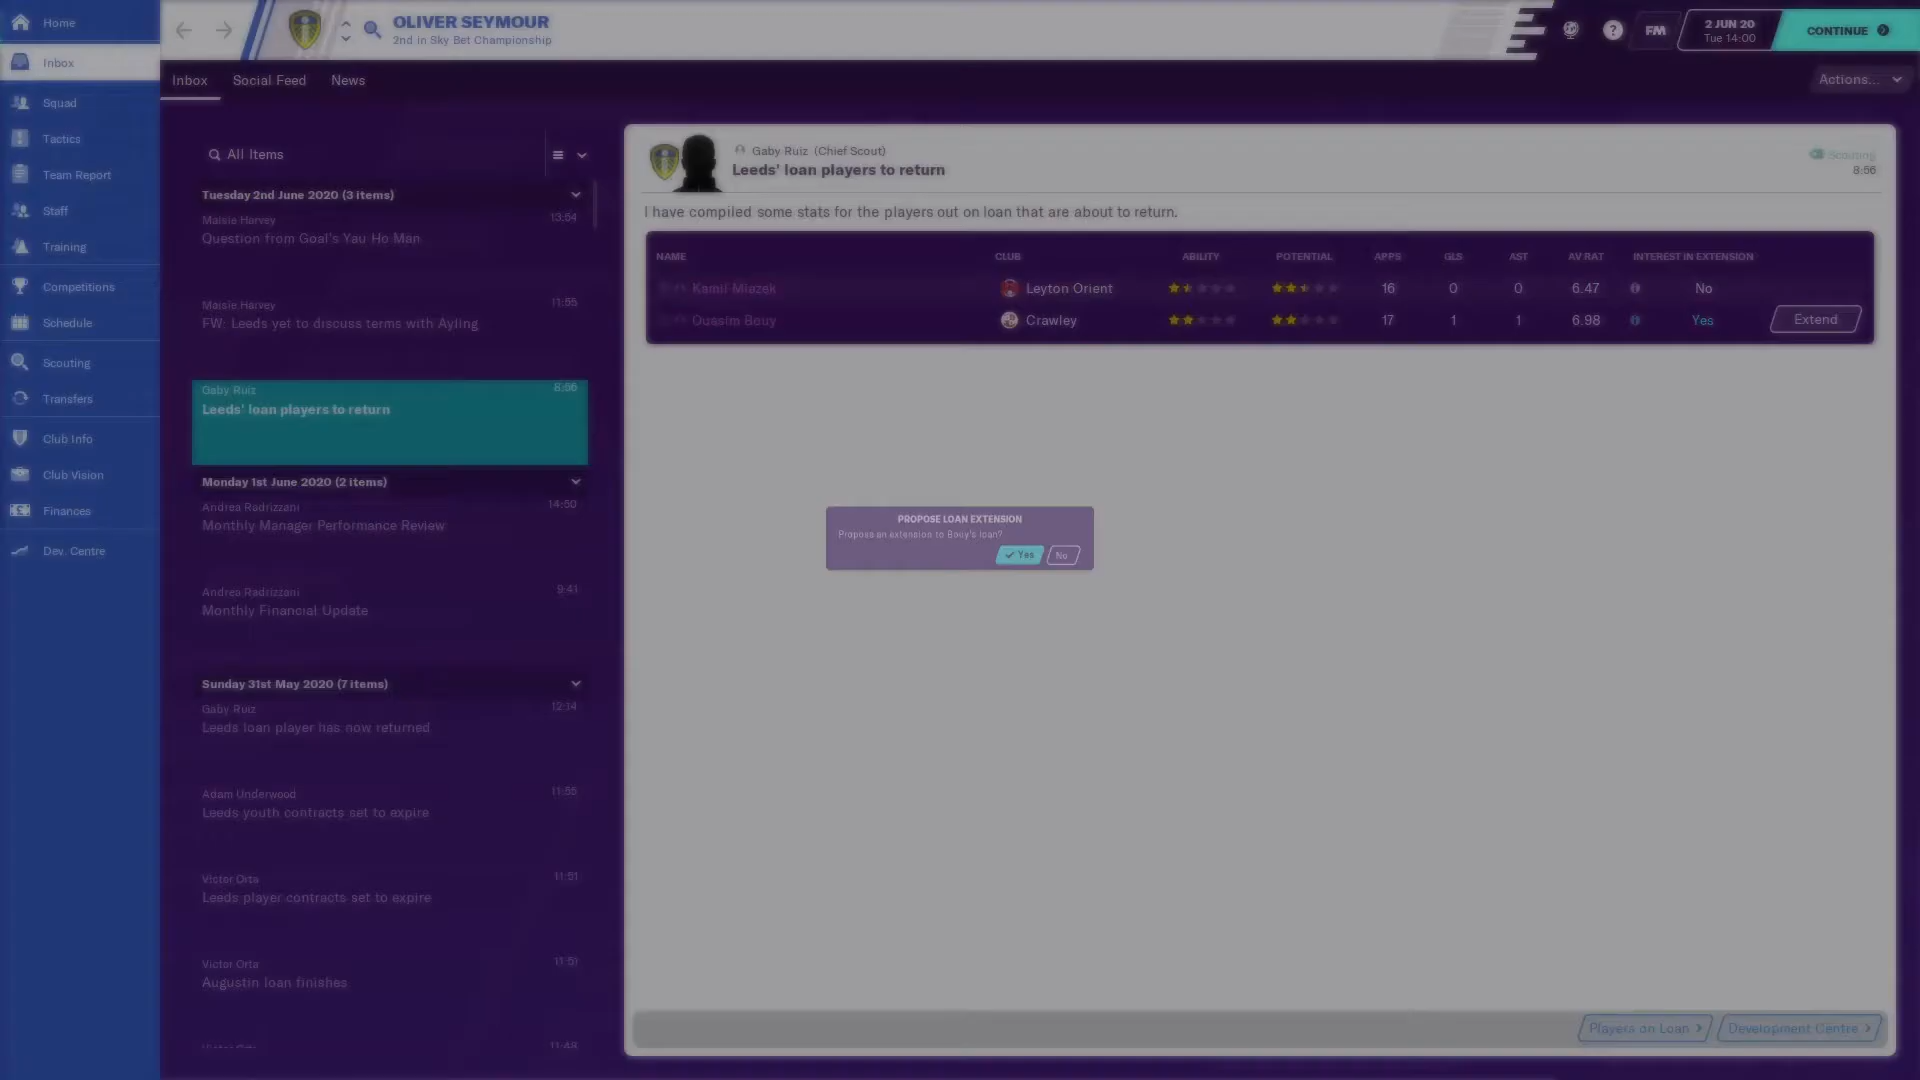 Home
Inbox
Squad
Tactics
Team Report
Staff
Training
Competitions
Schedule
Scouting
Transfers
Club Info
Club Vision
Finances
Dev. Centre
OLIVER SEYMOUR
2nd in Sky Bet Championship
?
FM
2 JUN 20
Tue 14:00
CONTINUE
Inbox Social Feed News
Actions...
All Items
Tuesday 2nd June 2020 (3 items)
Maisie Harvey 13:54
Question from Goal's Yau Ho Man
Maisie Harvey 11:55
FW: Leeds yet to discuss terms with Ayling
Gaby Ruiz 8:56
Leeds' loan players to return
Monday 1st June 2020 (2 items)
Andrea Radrizzani 14:50
Monthly Manager Performance Review
Andrea Radrizzani 9:41
Monthly Financial Update
Sunday 31st May 2020 (7 items)
Gaby Ruiz 12:14
Leeds loan player has now returned
Adam Underwood 11:55
Leeds youth contracts set to expire
Victor Orta 11:51
Leeds player contracts set to expire
Victor Orta 11:51
Augustin loan finishes
11:48
Gaby Ruiz (Chief Scout)
Leeds' loan players to return
Scouting
8:56
I have compiled some stats for the players out on loan that are about to return.
NAME CLUB ABILITY POTENTIAL APPS GLS AST AV RAT INTEREST IN EXTENSION
Kamil Miazek Leyton Orient 16 0 0 6.47 No
Ouasim Bouy Crawley 17 1 1 6.98 Yes Extend
PROPOSE LOAN EXTENSION
Propose an extension to Bouy's loan?
Yes No
Players on Loan >
Development Centre >